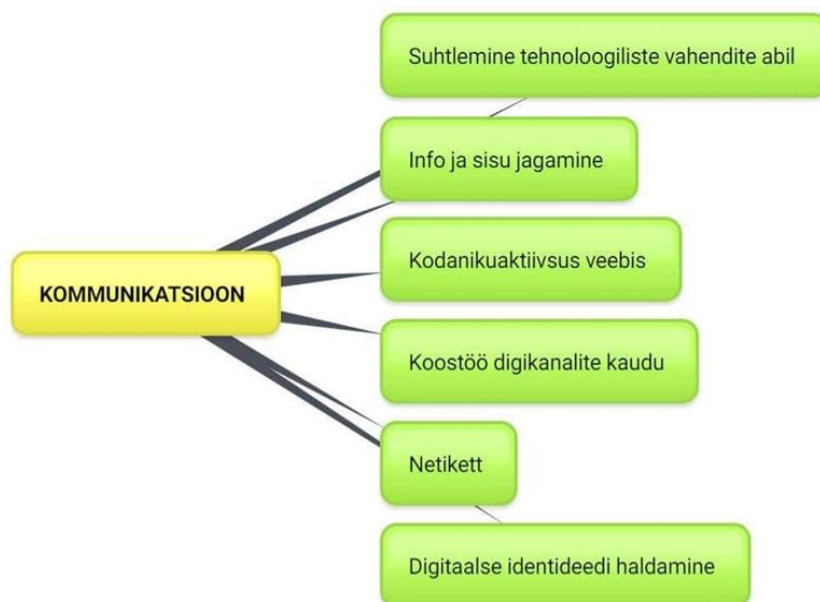 Suhtlemine tehnoloogiliste vahendite abil
Info ja sisu jagamine
Kodanikuaktiivsus veebis
KOMMUNIKATSIOON
Koostöö digikanalite kaudu
Netikett
Digitaalse identideedi haldamine